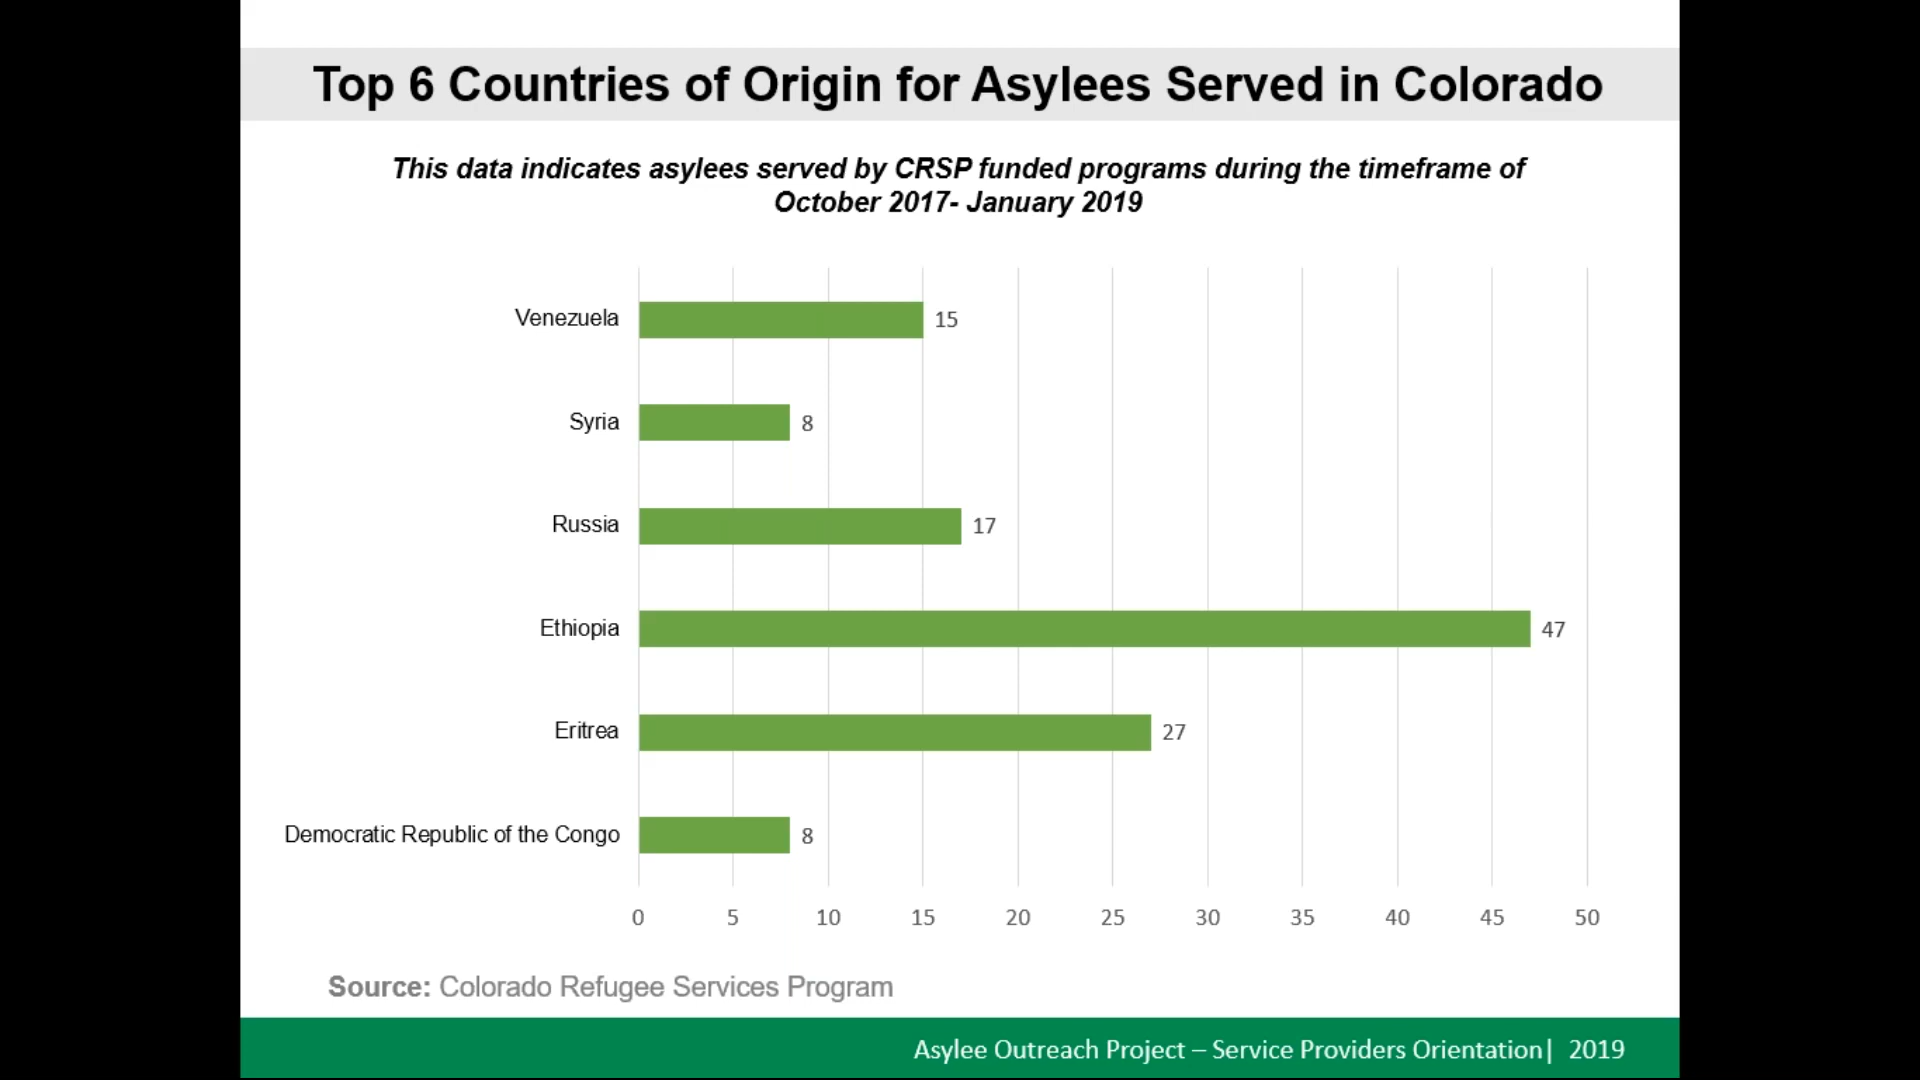 Top 6 Countries of Origin for Asylees Served in Colorado
This data indicates asylees served by CRSP funded programs during the timeframe of
October 2017- January 2019
Venezuela 15
Syria 8
Russia 17
Ethiopia 47
Eritrea 27
Democratic Republic of the Congo 8
0 5 10 15 20 25 30 35 40 45 50
Source: Colorado Refugee Services Program
Asylee Outreach Project – Service Providers Orientation| 2019